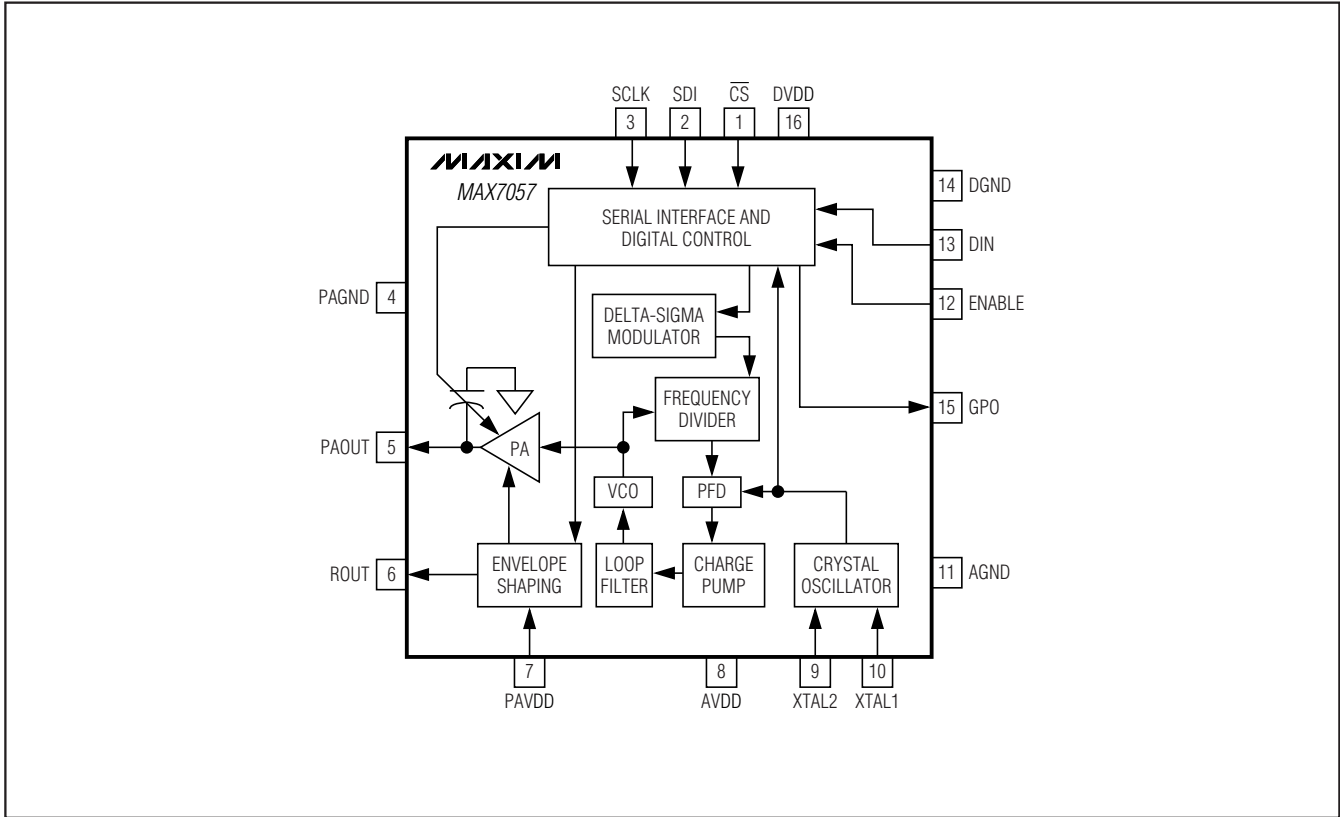 SCLK SDI CS DVDD
3 2 1 16
MAXIM
MAX7057
SERIAL INTERFACE AND
DIGITAL CONTROL
14 DGND
13 DIN
12 ENABLE
PAGND 4
DELTA-SIGMA
MODULATOR
FREQUENCY
DIVIDER
15 GPO
PAOUT 5
PA
VCO
PFD
ROUT 6
ENVELOPE
SHAPING
LOOP
FILTER
CHARGE
PUMP
CRYSTAL
OSCILLATOR
11 AGND
7 8 9 10
PAVDD AVDD XTAL2 XTAL1